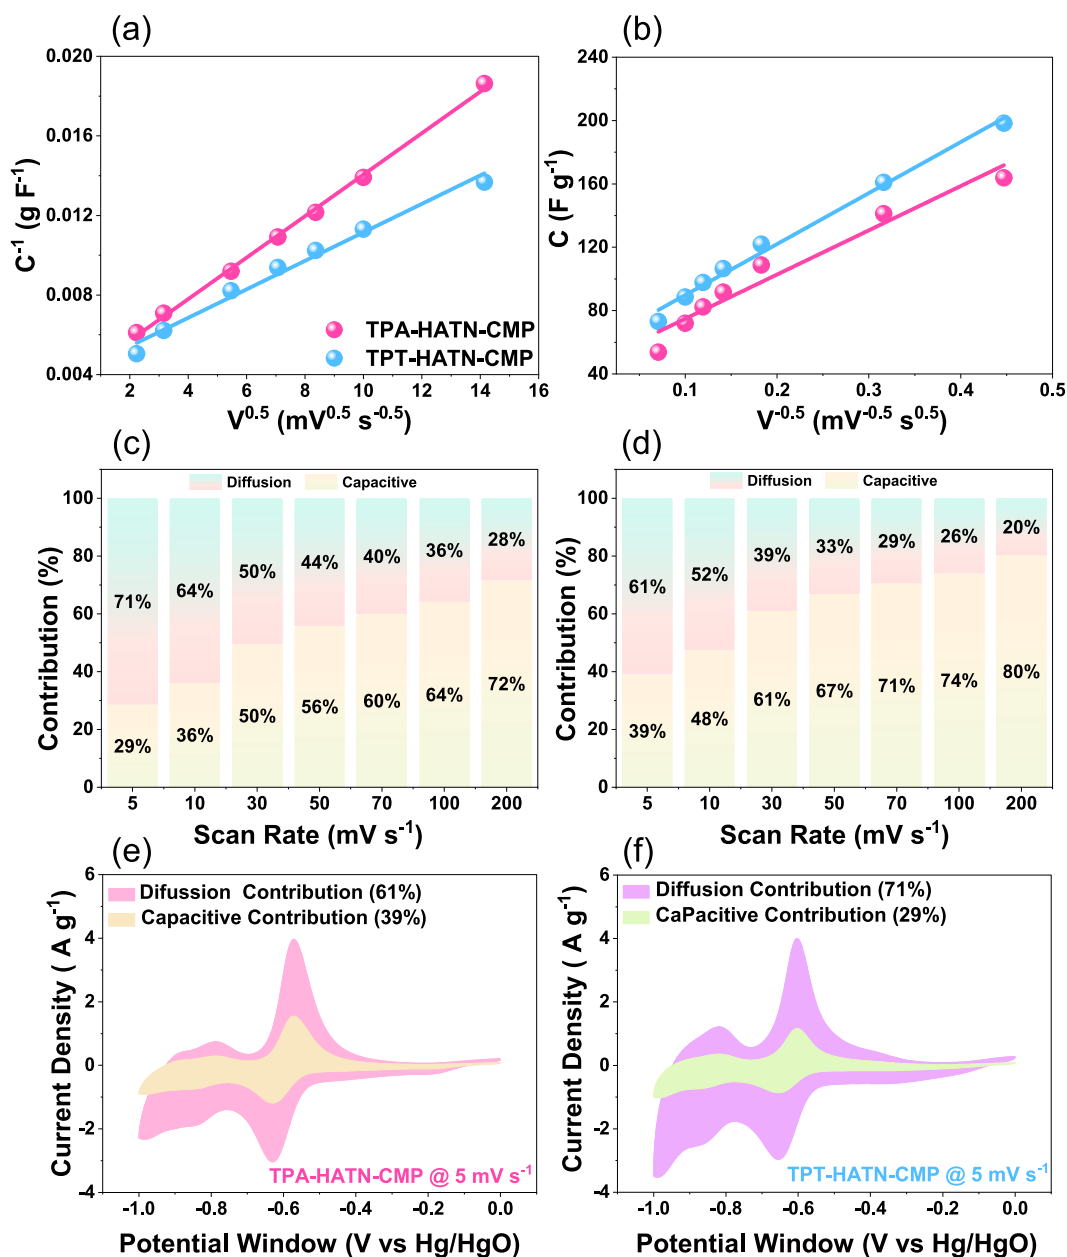 (a)
0.020
0.016
0.012
0.008
0.004
C⁻¹ (g F⁻¹)
TPA-HATN-CMP
TPT-HATN-CMP
0 2 4 6 8 10 12 14 16
V⁰·⁵ (mV⁰·⁵ s⁻⁰·⁵)
(b)
240
200
160
120
80
40
C (F g⁻¹)
0.1 0.2 0.3 0.4 0.5
V⁻⁰·⁵ (mV⁻⁰·⁵ s⁰·⁵)
(c)
Diffusion Capacitive
100
80
60
40
20
0
Contribution (%)
71% 64% 50% 44% 40% 36% 28%
29% 36% 50% 56% 60% 64% 72%
5 10 30 50 70 100 200
Scan Rate (mV s⁻¹)
(d)
Diffusion Capacitive
100
80
60
40
20
0
Contribution (%)
61% 52% 39% 33% 29% 26% 20%
39% 48% 61% 67% 71% 74% 80%
5 10 30 50 70 100 200
Scan Rate (mV s⁻¹)
(e)
6
4
2
0
-2
-4
Current Density ( A g⁻¹)
Difussion Contribution (61%)
Capacitive Contribution (39%)
TPA-HATN-CMP @ 5 mV s⁻¹
-1.0 -0.8 -0.6 -0.4 -0.2 0.0
Potential Window (V vs Hg/HgO)
(f)
6
4
2
0
-2
-4
Current Density ( A g⁻¹)
Diffusion Contribution (71%)
CaPacitive Contribution (29%)
TPT-HATN-CMP @ 5 mV s⁻¹
-1.0 -0.8 -0.6 -0.4 -0.2 0.0
Potential Window (V vs Hg/HgO)